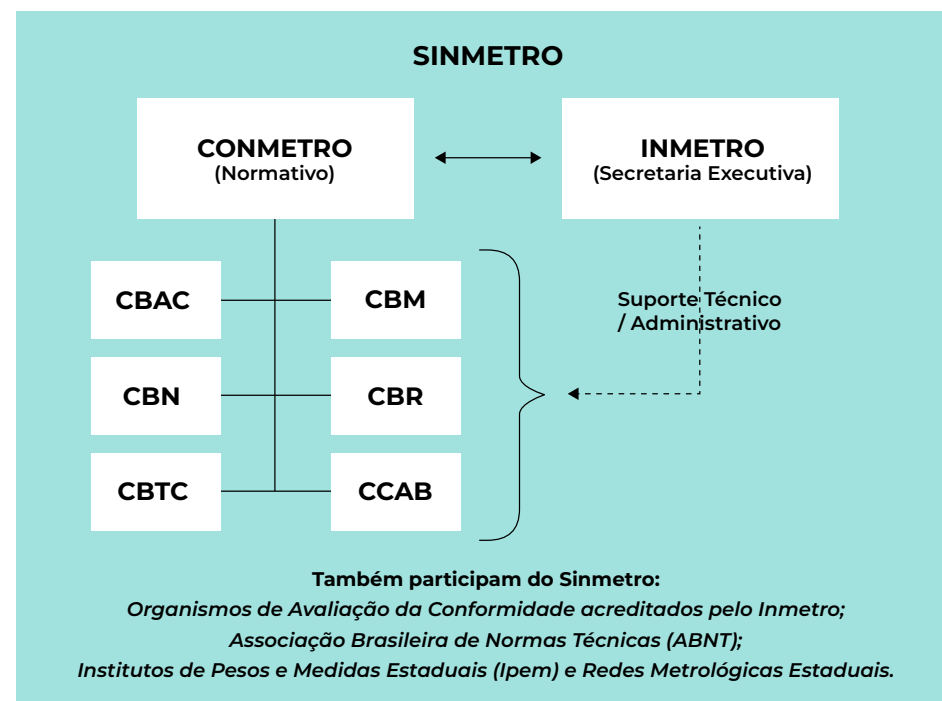 SINMETRO
CONMETRO
(Normativo)
INMETRO
(Secretaria Executiva)
CBAC
CBM
Suporte Técnico
/ Administrativo
CBN
CBR
CBTC
CCAB
Também participam do Sinmetro:
Organismos de Avaliação da Conformidade acreditados pelo Inmetro;
Associação Brasileira de Normas Técnicas (ABNT);
Institutos de Pesos e Medidas Estaduais (Ipem) e Redes Metrológicas Estaduais.